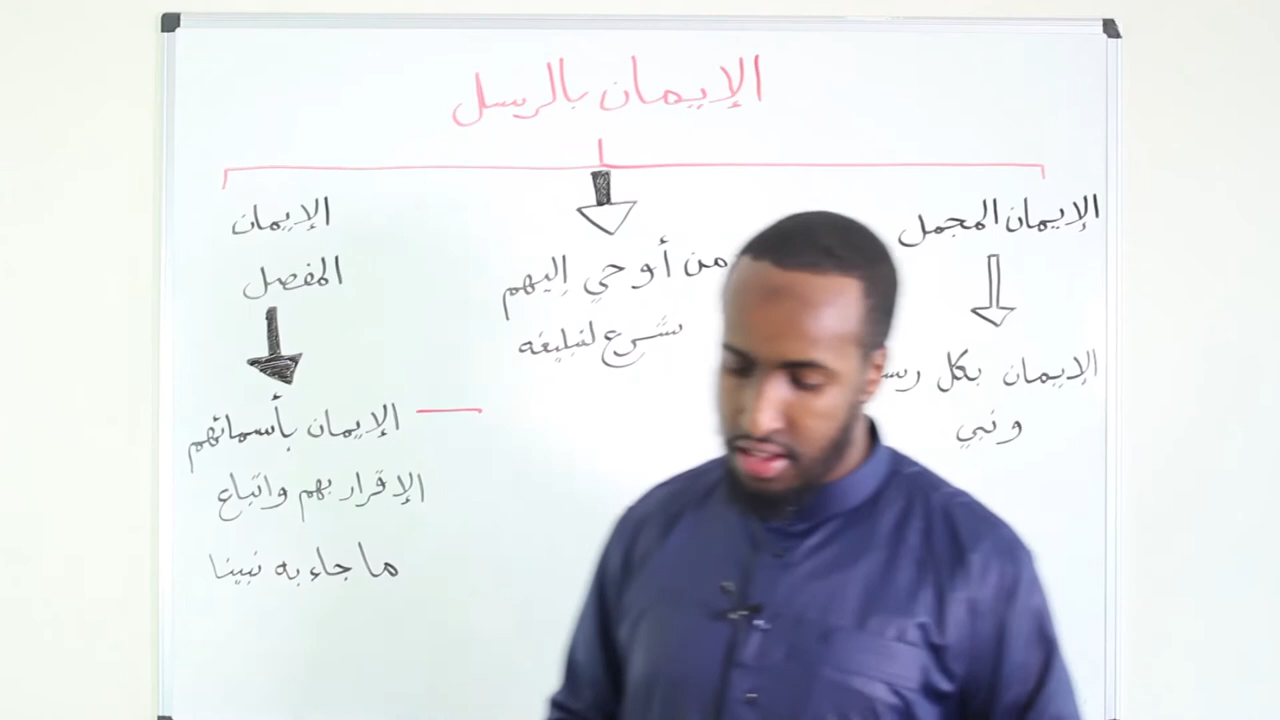 الإيمان بالرسل
الإيمان المجمل
الإيمان بكل
ونبي
من أوحي إليهم
بشرع لتبليغه
الإيمان
المفصل
الإيمان بأسمائهم
الإقرار بهم واتباع
ما جاء به نبينا